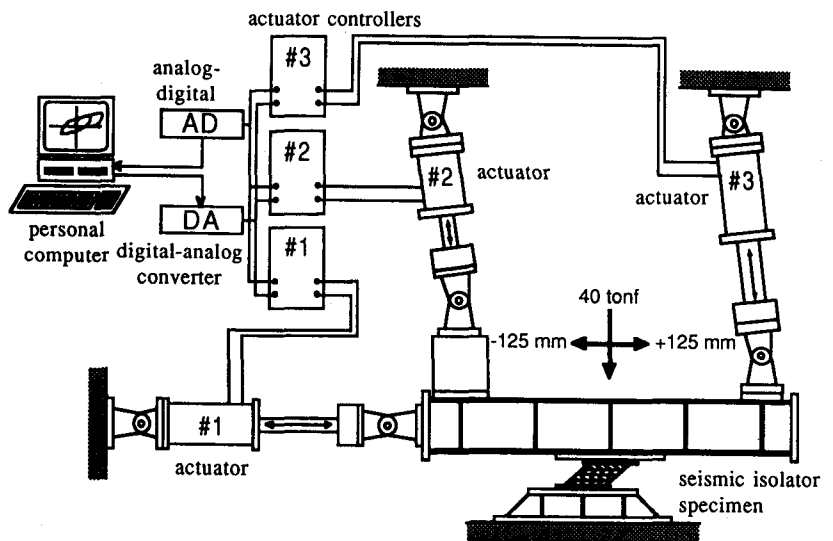 actuator controllers
#3
analog-
digital
AD
#2
DA
personal
computer
digital-analog
converter
#1
#2
actuator
#3
actuator
40 tonf
-125 mm
+125 mm
#1
actuator
seismic isolator
specimen